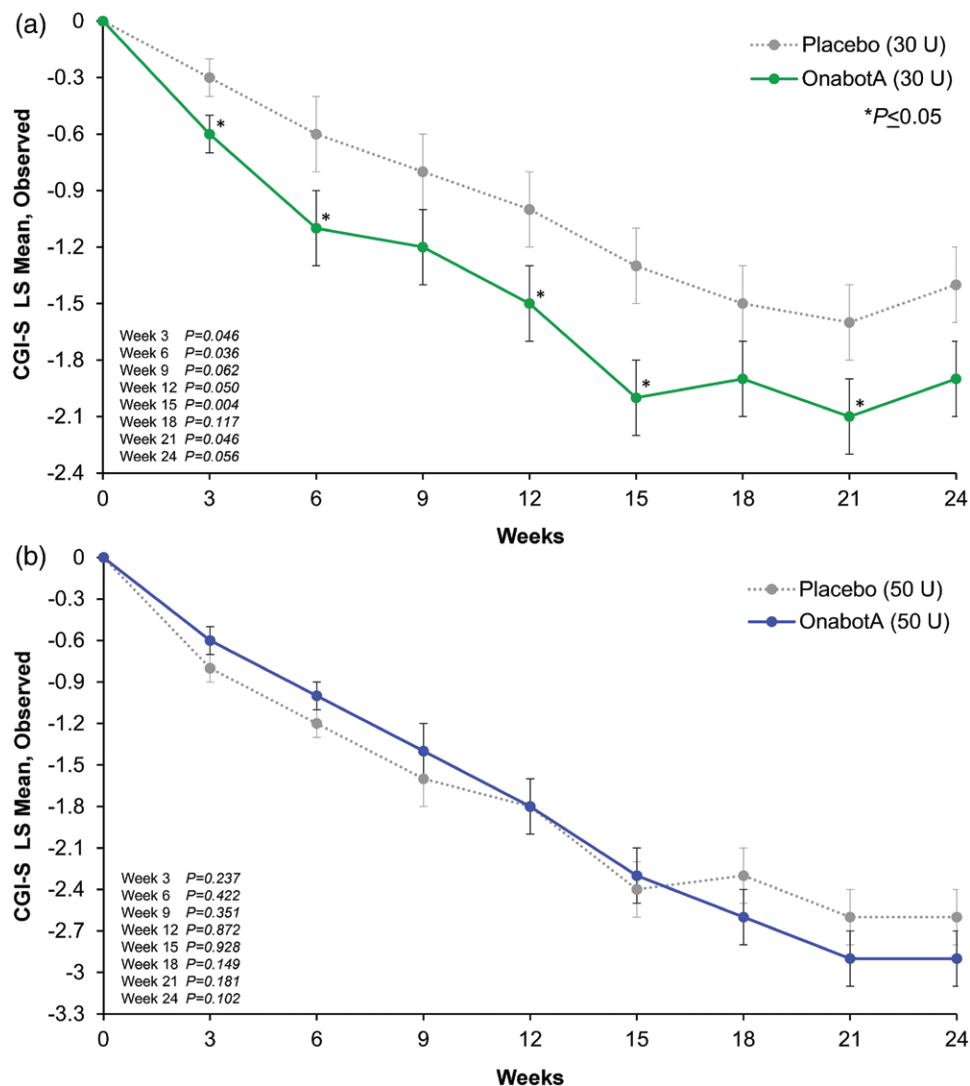 (a)
0
-0.3
-0.6
-0.9
-1.2
-1.5
-1.8
-2.1
-2.4
CGI-S LS Mean, Observed
Placebo (30 U)
OnabotA (30 U)
*P≤0.05
*
*
*
*
*
Week 3 P=0.046
Week 6 P=0.036
Week 9 P=0.062
Week 12 P=0.050
Week 15 P=0.004
Week 18 P=0.117
Week 21 P=0.046
Week 24 P=0.056
0 3 6 9 12 15 18 21 24
Weeks
(b)
0
-0.3
-0.6
-0.9
-1.2
-1.5
-1.8
-2.1
-2.4
-2.7
-3
-3.3
CGI-S LS Mean, Observed
Placebo (50 U)
OnabotA (50 U)
Week 3 P=0.237
Week 6 P=0.422
Week 9 P=0.351
Week 12 P=0.872
Week 15 P=0.928
Week 18 P=0.149
Week 21 P=0.181
Week 24 P=0.102
0 3 6 9 12 15 18 21 24
Weeks